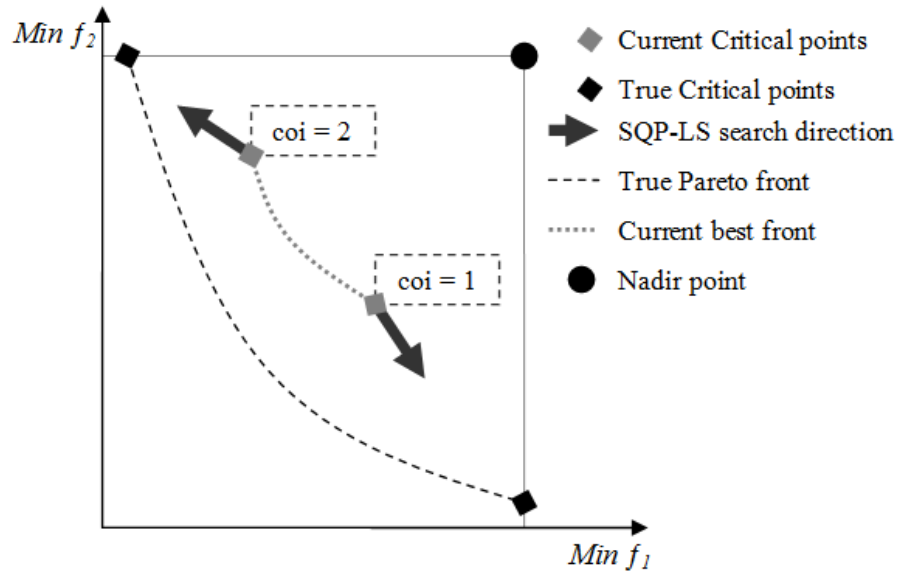 Min f2
coi = 2
coi = 1
Min f1
Current Critical points
True Critical points
SQP-LS search direction
True Pareto front
Current best front
Nadir point